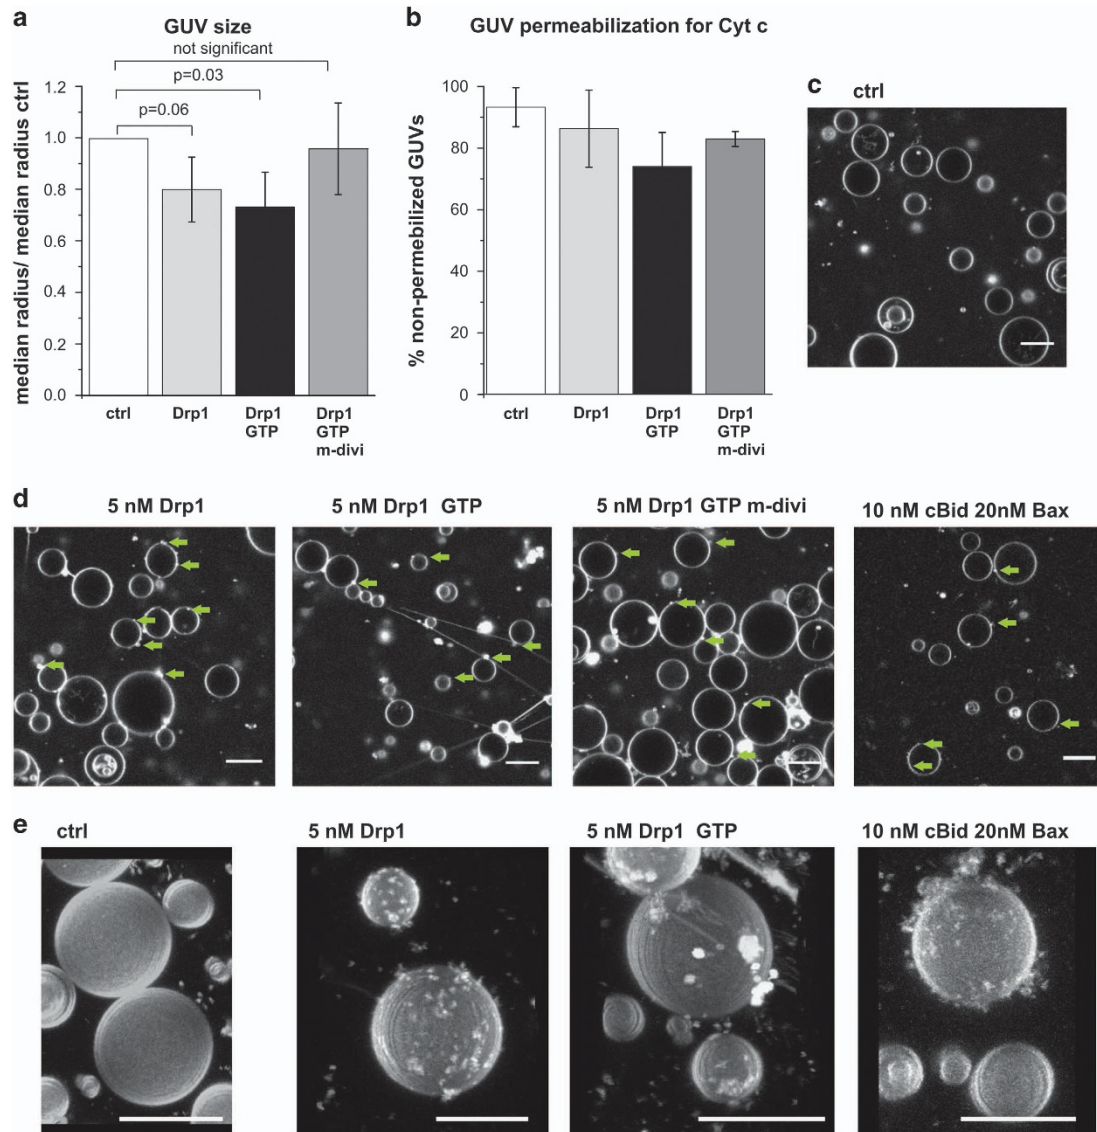 a
GUV size
not significant
p=0.03
p=0.06
median radius/ median radius ctrl
1.2
1.0
0.8
0.6
0.4
0.2
0.0
ctrl
Drp1
Drp1
GTP
Drp1
GTP
m-divi
b
GUV permeabilization for Cyt c
% non-permebilized GUVs
100
80
60
40
20
0
ctrl
Drp1
Drp1
GTP
Drp1
GTP
m-divi
c ctrl
d
5 nM Drp1
5 nM Drp1 GTP
5 nM Drp1 GTP m-divi
10 nM cBid 20nM Bax
e
ctrl
5 nM Drp1
5 nM Drp1 GTP
10 nM cBid 20nM Bax